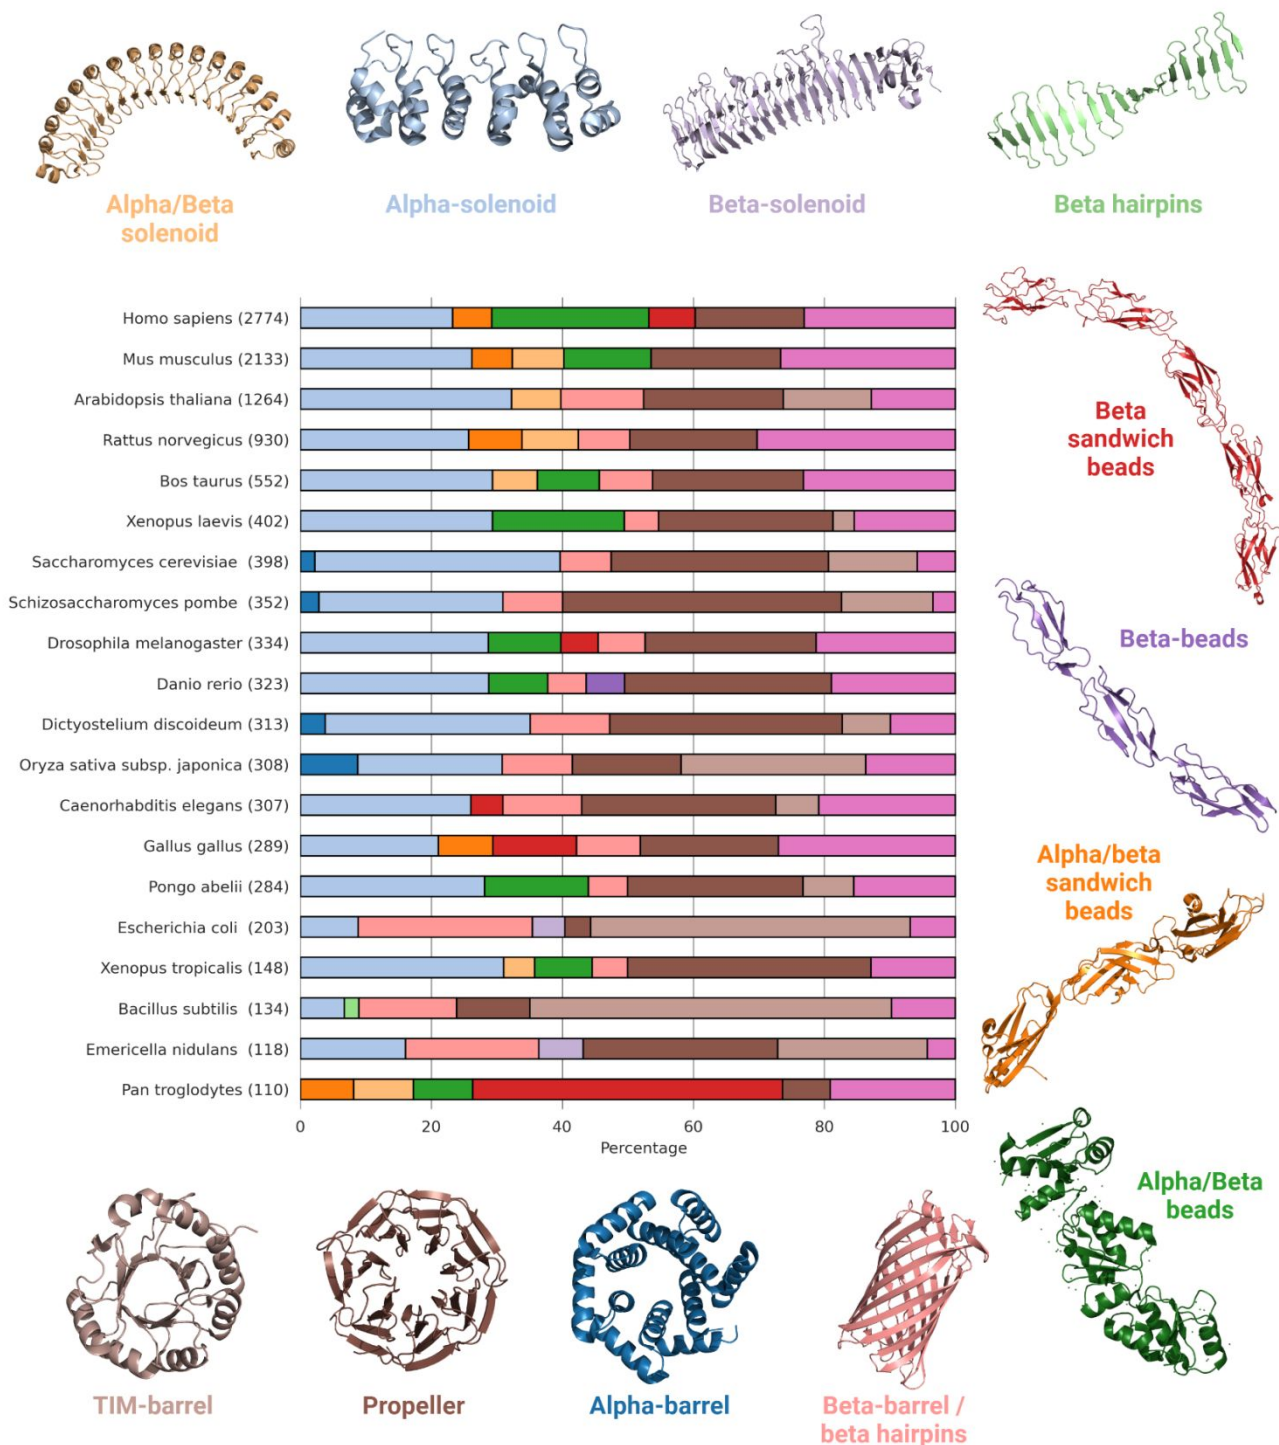 Alpha/Beta
solenoid
Alpha-solenoid
Beta-solenoid
Beta hairpins
Homo sapiens (2774)
Mus musculus (2133)
Arabidopsis thaliana (1264)
Rattus norvegicus (930)
Bos taurus (552)
Xenopus laevis (402)
Saccharomyces cerevisiae (398)
Schizosaccharomyces pombe (352)
Drosophila melanogaster (334)
Danio rerio (323)
Dictyostelium discoideum (313)
Oryza sativa subsp. japonica (308)
Caenorhabditis elegans (307)
Gallus gallus (289)
Pongo abelii (284)
Escherichia coli (203)
Xenopus tropicalis (148)
Bacillus subtilis (134)
Emericella nidulans (118)
Pan troglodytes (110)
0 20 40 60 80 100
Percentage
Beta
sandwich
beads
Beta-beads
Alpha/beta
sandwich
beads
Alpha/Beta
beads
TIM-barrel
Propeller
Alpha-barrel
Beta-barrel /
beta hairpins